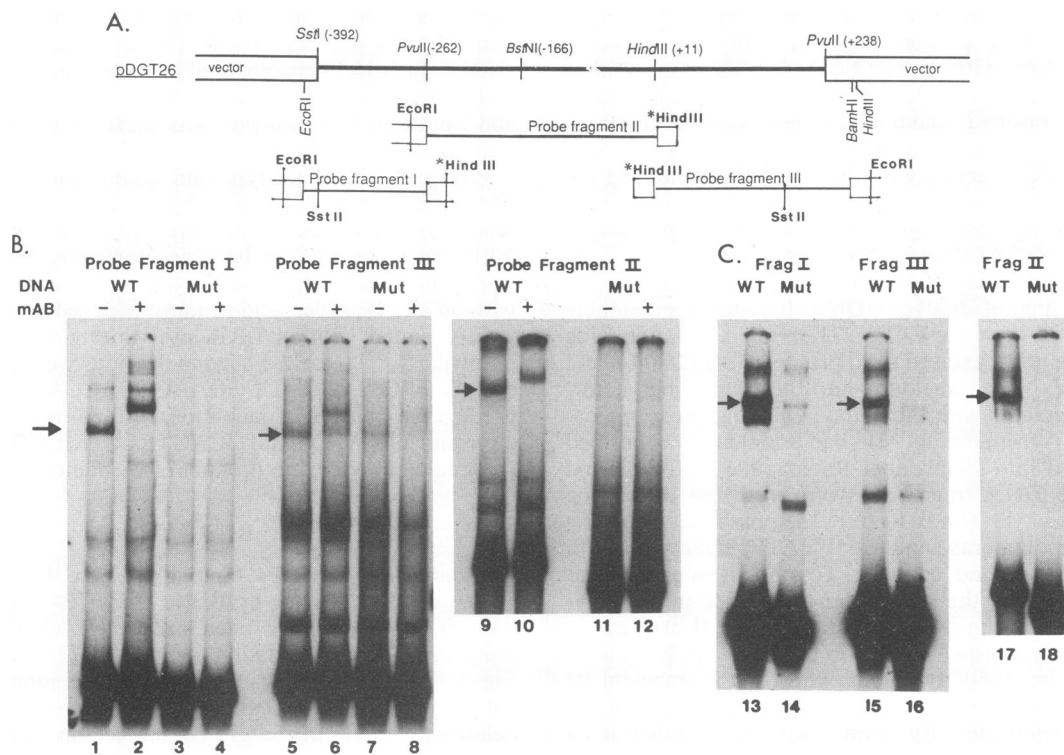 A.
SstI (-392)
PvuII(-262)
BstNI(-166)
HindIII (+11)
PvuII (+238)
pDGT26
vector
vector
EcoRI
BamHI
HindIII
EcoRI
Probe fragment II
*HindIII
EcoRI
Probe fragment I
*Hind III
SstII
*Hind III
Probe fragment III
EcoRI
SstII
B.
Probe Fragment I
Probe Fragment III
Probe Fragment II
DNA WT Mut WT Mut WT Mut
mAB - + - + - + - + - + - +
1 2 3 4 5 6 7 8
9 10 11 12
C.
Frag I Frag III Frag II
WT Mut WT Mut WT Mut
13 14 15 16
17 18